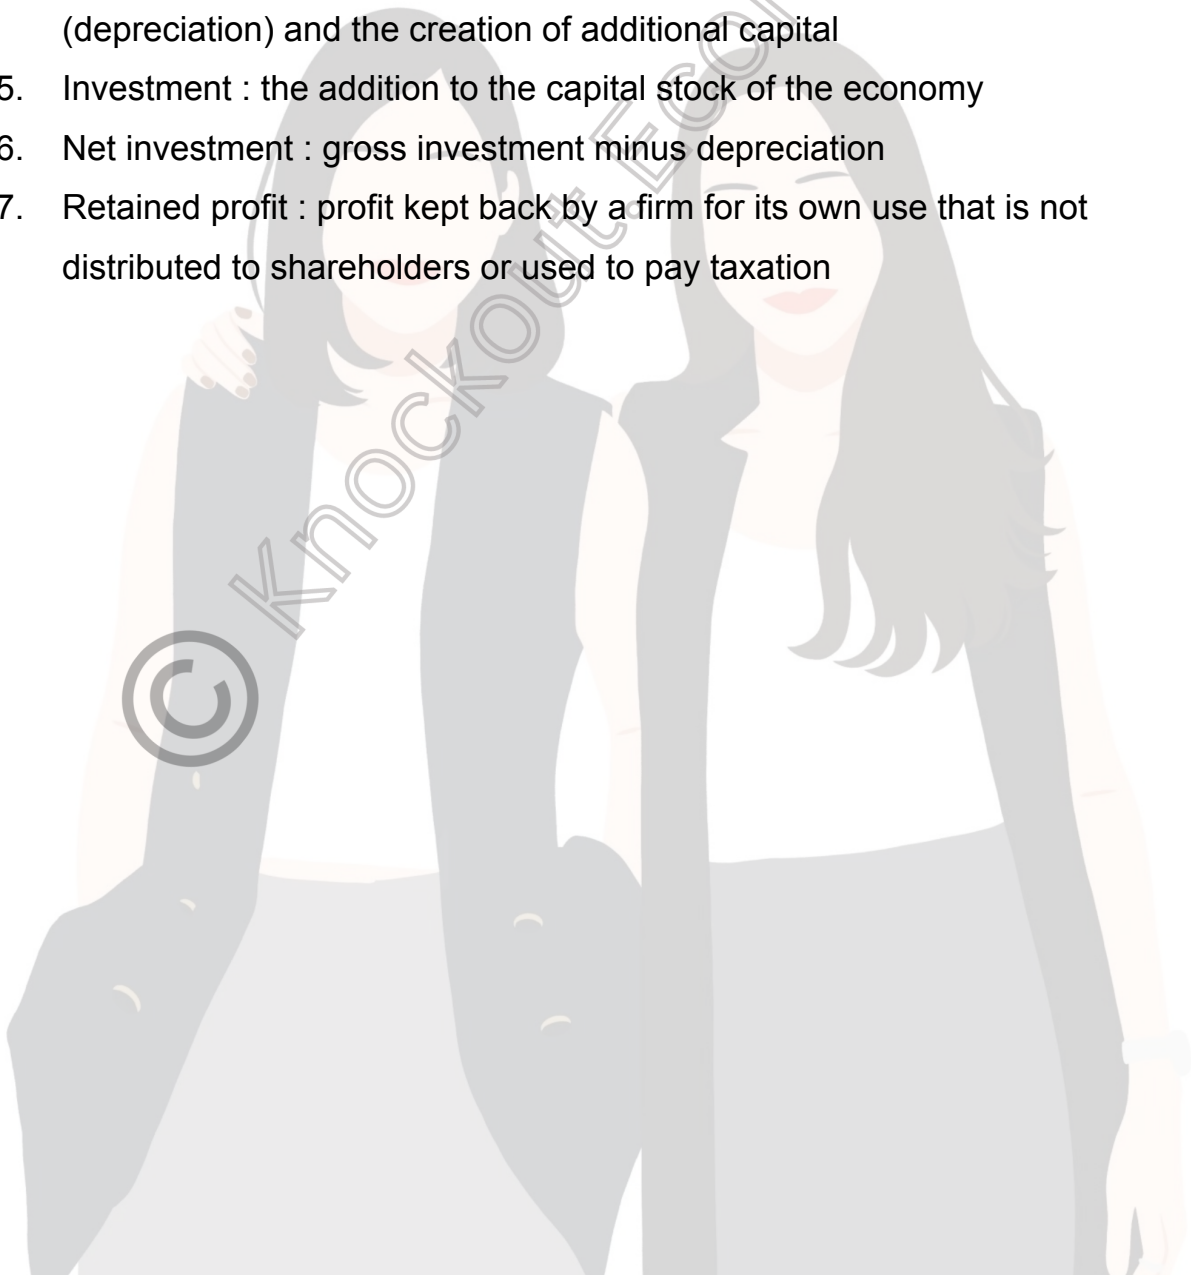 (depreciation) and the creation of additional capital
5. Investment : the addition to the capital stock of the economy
6. Net investment : gross investment minus depreciation
7. Retained profit : profit kept back by a firm for its own use that is not
distributed to shareholders or used to pay taxation
© Knockout.Eco